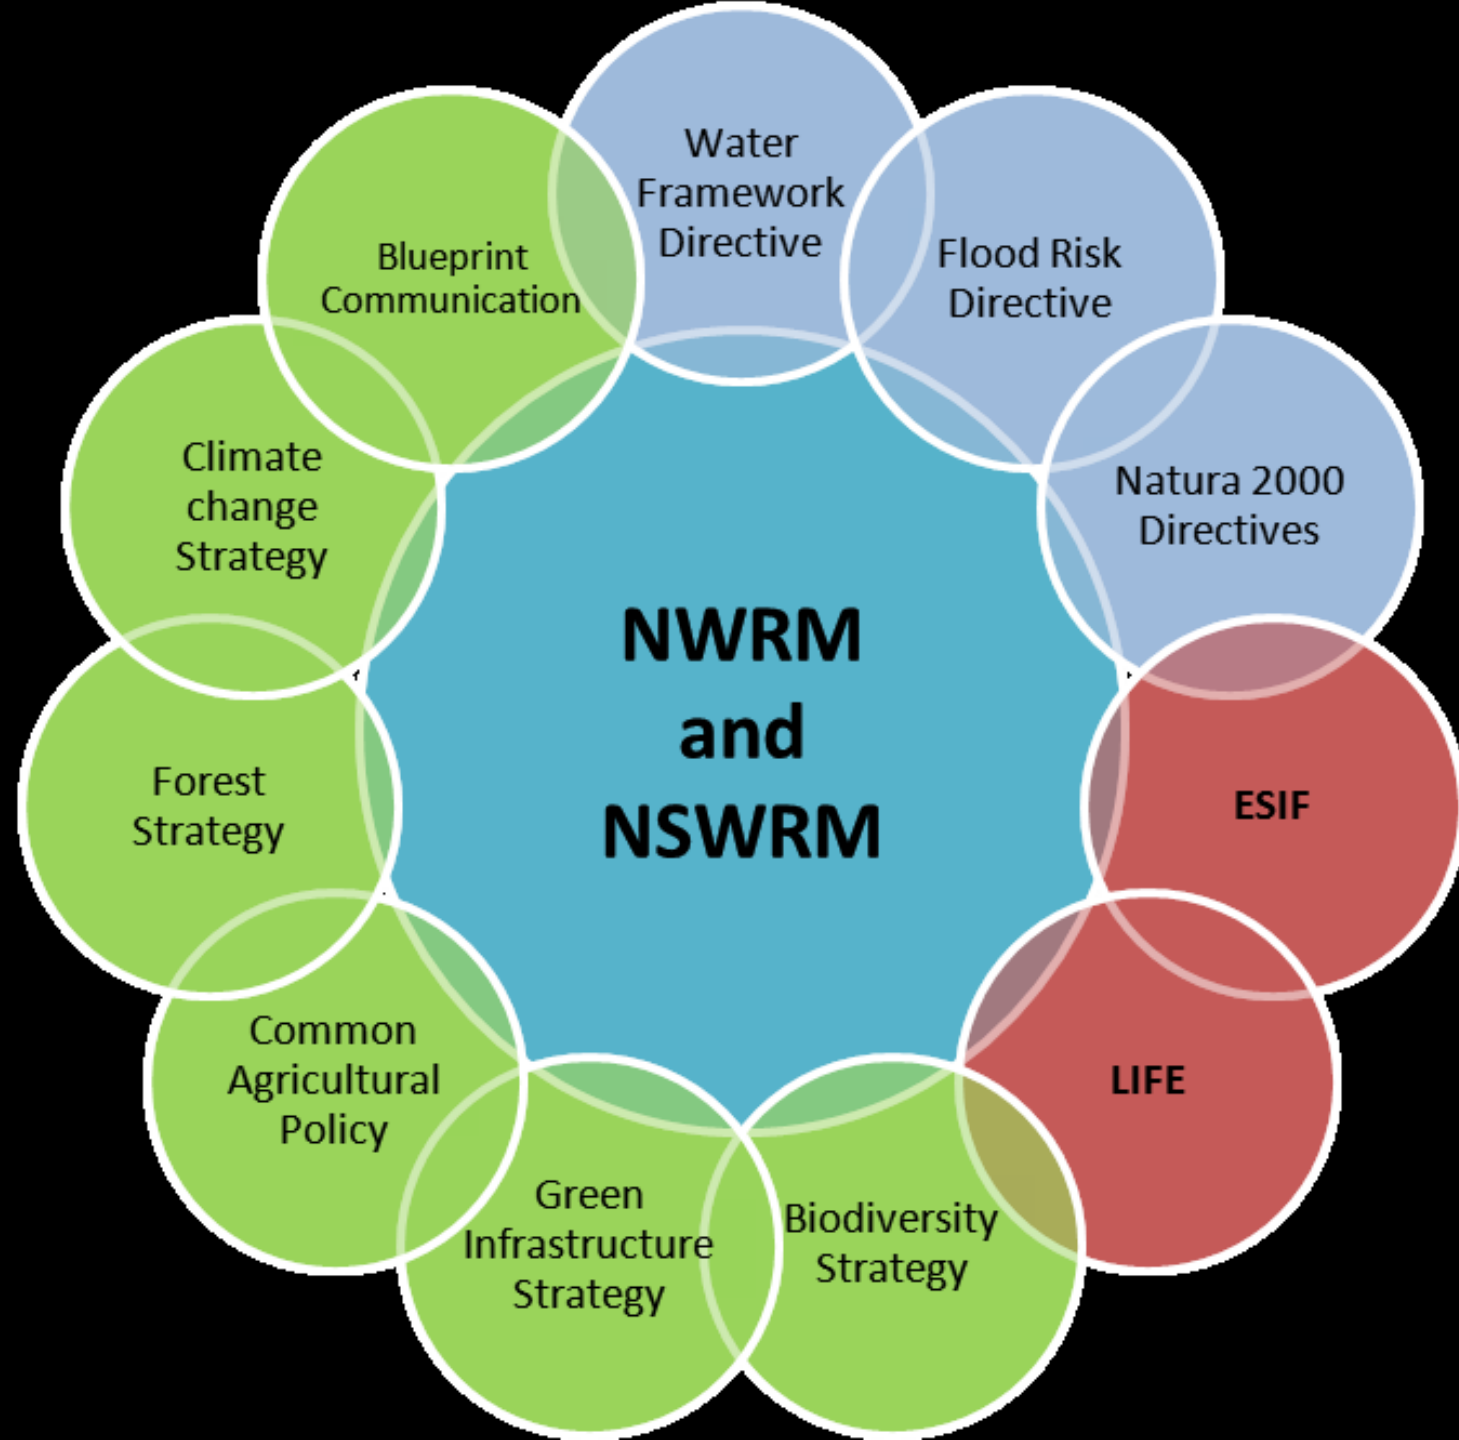 Water
Framework
Directive
Flood Risk
Directive
Natura 2000
Directives
ESIF
LIFE
Biodiversity
Strategy
Green
Infrastructure
Strategy
Common
Agricultural
Policy
Forest
Strategy
Climate
change
Strategy
Blueprint
Communication
NWRM
and
NSWRM